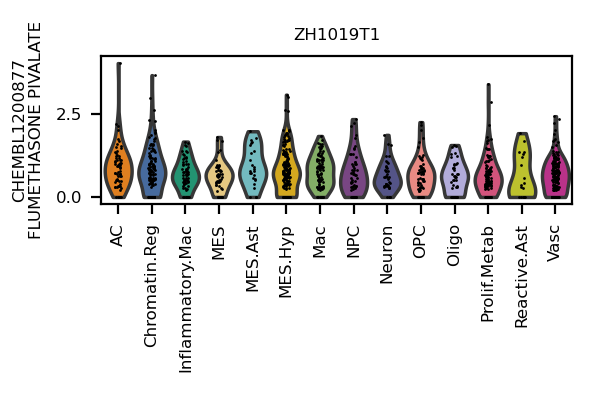 ZH1019T1
CHEMBL1200877
FLUMETHASONE PIVALATE
2.5
0.0
AC
Chromatin.Reg
Inflammatory.Mac
MES
MES.Ast
MES.Hyp
Mac
NPC
Neuron
OPC
Oligo
Prolif.Metab
Reactive.Ast
Vasc